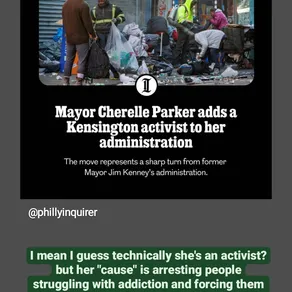 Mayor Cherelle Parker adds a
Kensington activist to her
administration
The move represents a sharp turn from former
Mayor Jim Kenney's administration.
@phillyinquirer
I mean I guess technically she's an activist?
but her "cause" is arresting people
struggling with addiction and forcing them